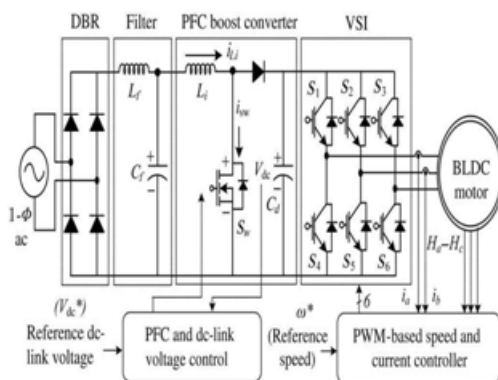 DBR
Filter
PFC boost converter
VSI
i_Li
L_f
L_i
S_1
S_2
S_3
i_sw
C_f
V_dc
C_d
S_w
S_4
S_5
S_6
BLDC
motor
1-Φ
ac
H_a–H_c
i_a
i_b
6
(V_dc*)
Reference dc-
link voltage
PFC and dc-link
voltage control
ω*
(Reference
speed)
PWM-based speed and
current controller